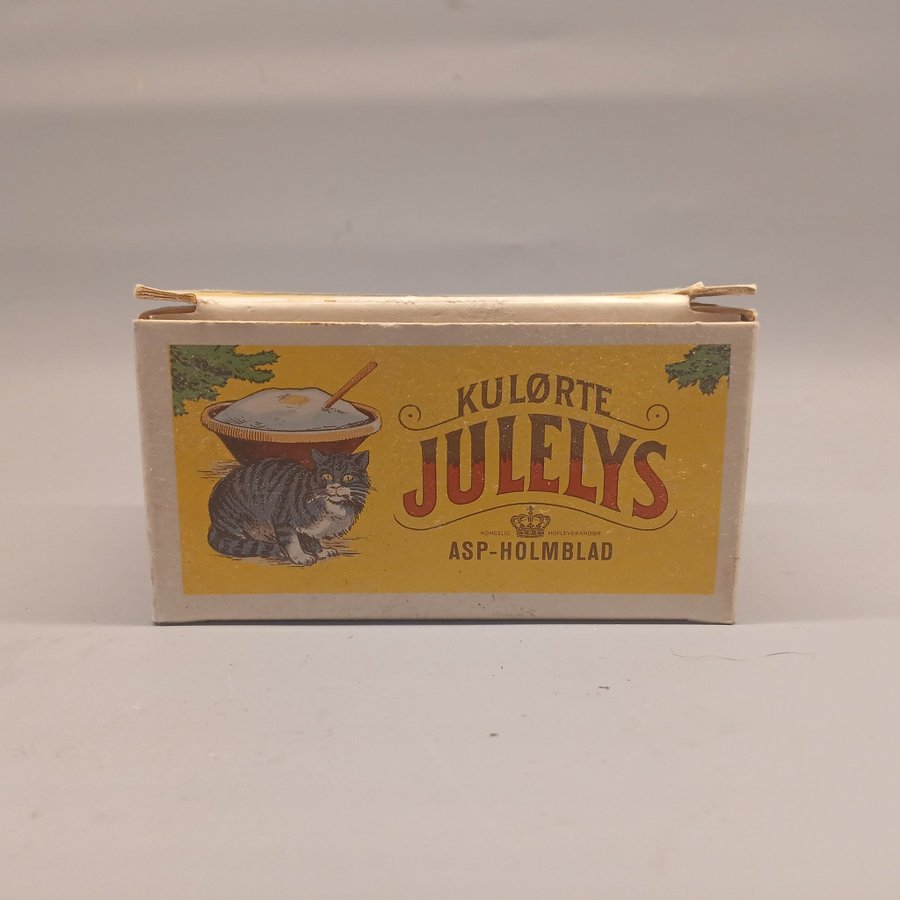 KULØRTE
JULELYS
KONGELIG HOFLEVERANDØR
ASP-HOLMBLAD